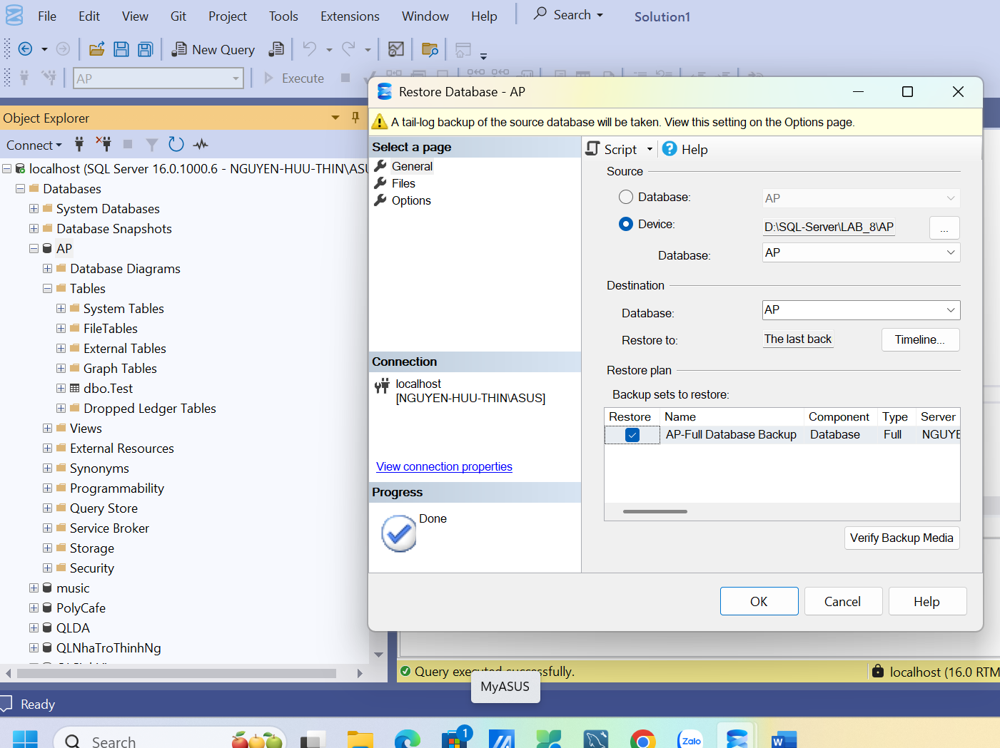 File Edit View Git Project Tools Extensions Window Help Search Solution1
New Query
AP Execute
Object Explorer
Connect
localhost (SQL Server 16.0.1000.6 - NGUYEN-HUU-THIN\ASU
Databases
System Databases
Database Snapshots
AP
Database Diagrams
Tables
System Tables
FileTables
External Tables
Graph Tables
dbo.Test
Dropped Ledger Tables
Views
External Resources
Synonyms
Programmability
Query Store
Service Broker
Storage
Security
music
PolyCafe
QLDA
QLNhaTroThinhNg
Restore Database - AP
A tail-log backup of the source database will be taken. View this setting on the Options page.
Select a page
General
Files
Options
Connection
localhost
[NGUYEN-HUU-THIN\ASUS]
View connection properties
Progress
Done
Script Help
Source
Database: AP
Device: D:\SQL-Server\LAB_8\AP ...
Database: AP
Destination
Database: AP
Restore to: The last back Timeline...
Restore plan
Backup sets to restore:
Restore Name Component Type Server
AP-Full Database Backup Database Full NGUYE
Verify Backup Media
OK Cancel Help
Query executed successfully. localhost (16.0 RTM
MyASUS
Ready
Search 1 Zalo W